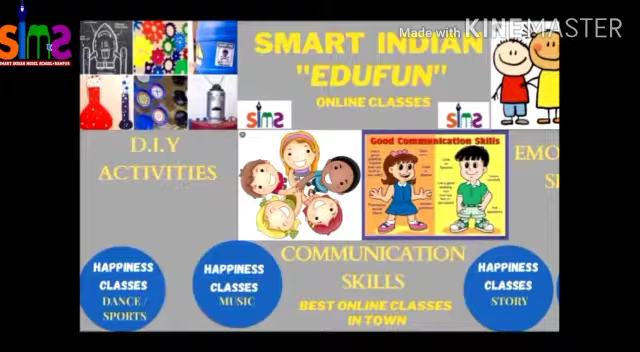 Made with KINEMASTER
SiMS
SMART INDIAN MODEL SCHOOL-RAMPUR
SMART INDIAN
"EDUFUN"
ONLINE CLASSES
SiMS
SiMS
Good Communication Skills
D.I.Y
ACTIVITIES
EMO
S
COMMUNICATION
SKILLS
BEST ONLINE CLASSES
IN TOWN
HAPPINESS
CLASSES
DANCE /
SPORTS
HAPPINESS
CLASSES
MUSIC
HAPPINESS
CLASSES
STORY